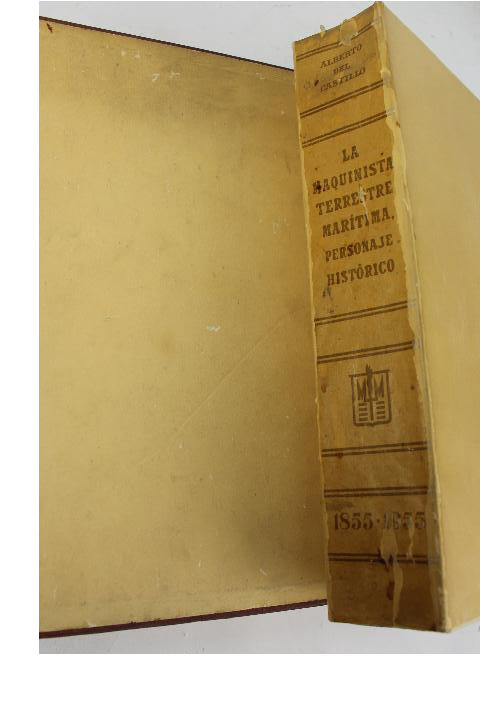 ALBERTO
DEL
CASTILLO
LA
MAQUINISTA
TERRESTRE
MARÍTIMA,
PERSONAJE
HISTÓRICO
M M
1855-1955